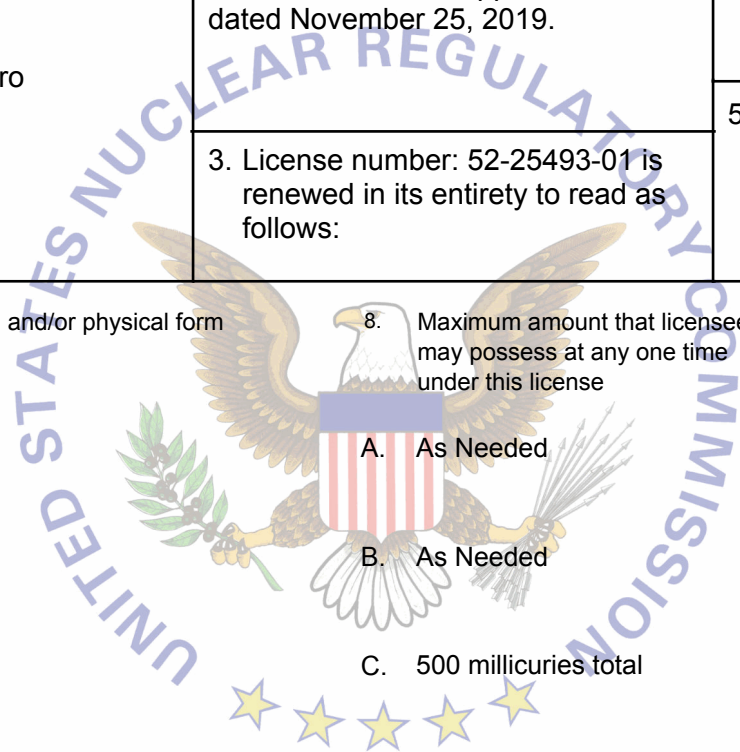 dated November 25, 2019.
ro
5
3. License number: 52-25493-01 is
renewed in its entirety to read as
follows:
and/or physical form
8. Maximum amount that licensee
may possess at any one time
under this license
A. As Needed
B. As Needed
C. 500 millicuries total
UNITED STATES NUCLEAR REGULATORY COMMISSION